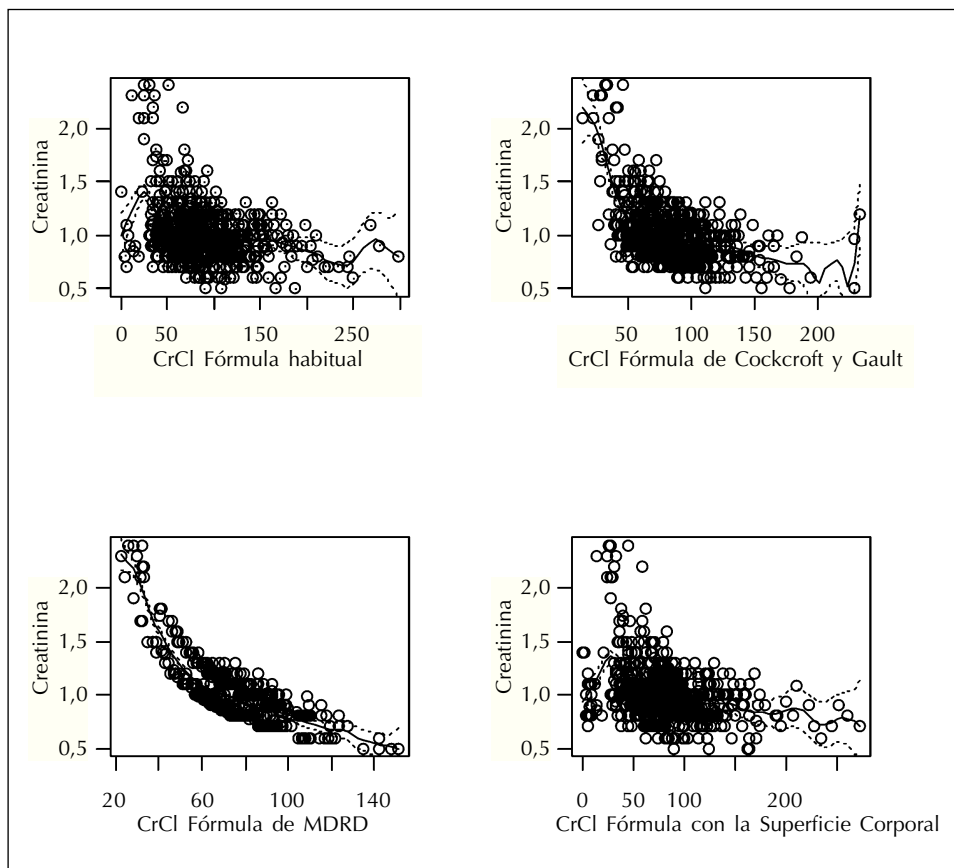 Creatinina
2,0
1,5
1,0
0,5
0 50 150 250
CrCl Fórmula habitual
Creatinina
2,0
1,5
1,0
0,5
50 100 200
CrCl Fórmula de Cockcroft y Gault
Creatinina
2,0
1,5
1,0
0,5
20 60 100 140
CrCl Fórmula de MDRD
Creatinina
2,0
1,5
1,0
0,5
0 50 100 200
CrCl Fórmula con la Superficie Corporal